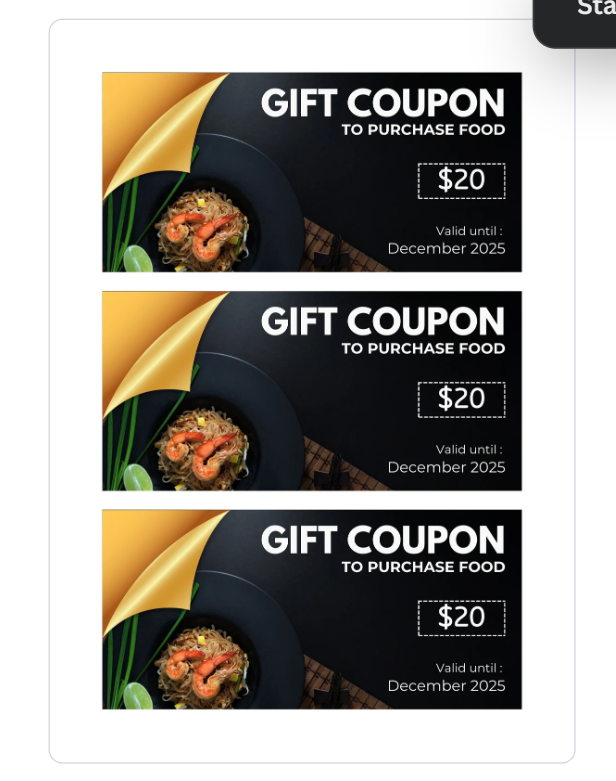 Sta
GIFT COUPON
TO PURCHASE FOOD
$20
Valid until :
December 2025
GIFT COUPON
TO PURCHASE FOOD
$20
Valid until :
December 2025
GIFT COUPON
TO PURCHASE FOOD
$20
Valid until :
December 2025